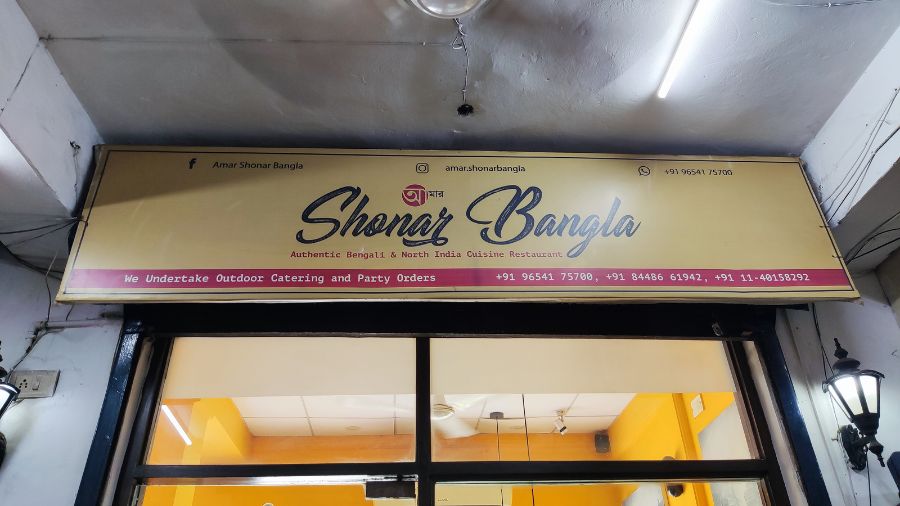 Amar Shonar Bangla
amar.shonarbangla
+91 96541 75700
আমার
Shonar Bangla
Authentic Bengali & North India Cuisine Restaurant
We Undertake Outdoor Catering and Party Orders
+91 96541 75700, +91 84486 61942, +91 11-40158292